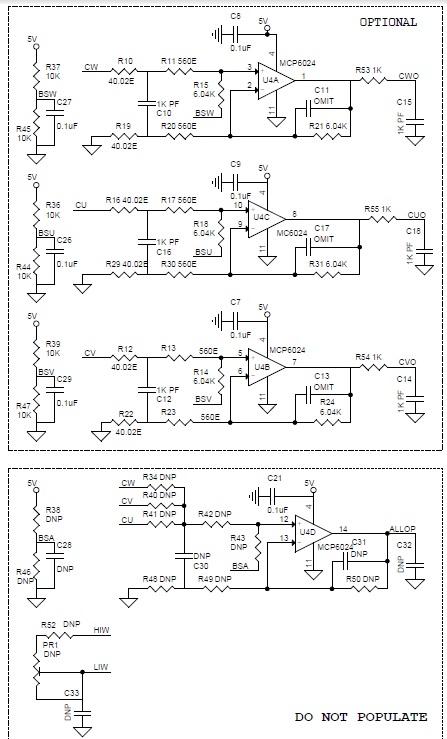 OPTIONAL
5V
C8
0.1uF
5V
R37
10K
CW
R10
40.02E
R11 560E
R15
6.04K
BSW
3
2
4
11
1
MCP6024
U4A
R53 1K
CWO
C15
1K PF
C11
OMIT
R21 6.04K
BSW
C27
0.1uF
R45
10K
1K PF
C10
R19
40.02E
R20 560E
5V
C9
0.1uF
5V
R36
10K
CU
R16 40.02E
R17 560E
R18
6.04K
BSU
10
9
4
11
8
U4C
MC6024
R55 1K
CUO
C18
1K PF
C17
OMIT
R31 6.04K
BSU
C26
0.1uF
R44
10K
1K PF
C16
R29 40.02E
R30 560E
5V
C7
0.1uF
5V
R39
10K
CV
R12
40.02E
R13
560E
R14
6.04K
BSV
5
6
4
11
7
U4B
MCP6024
R54 1K
CVO
C14
1K PF
C13
OMIT
R24
6.04K
BSV
C29
0.1uF
R47
10K
1K PF
C12
R22
40.02E
R23
560E
5V
R38
DNP
BSA
C28
DNP
R46
DNP
CW
R34 DNP
CV
R40 DNP
CU
R41 DNP
R42 DNP
C21
0.1uF
5V
R43
DNP
BSA
12
13
4
11
14
U4D
MCP6024
ALLOP
C32
DNP
C31
DNP
R50 DNP
DNP
C30
R48 DNP
R49 DNP
R52 DNP
HIW
PR1
DNP
LIW
C33
DNP
DO NOT POPULATE